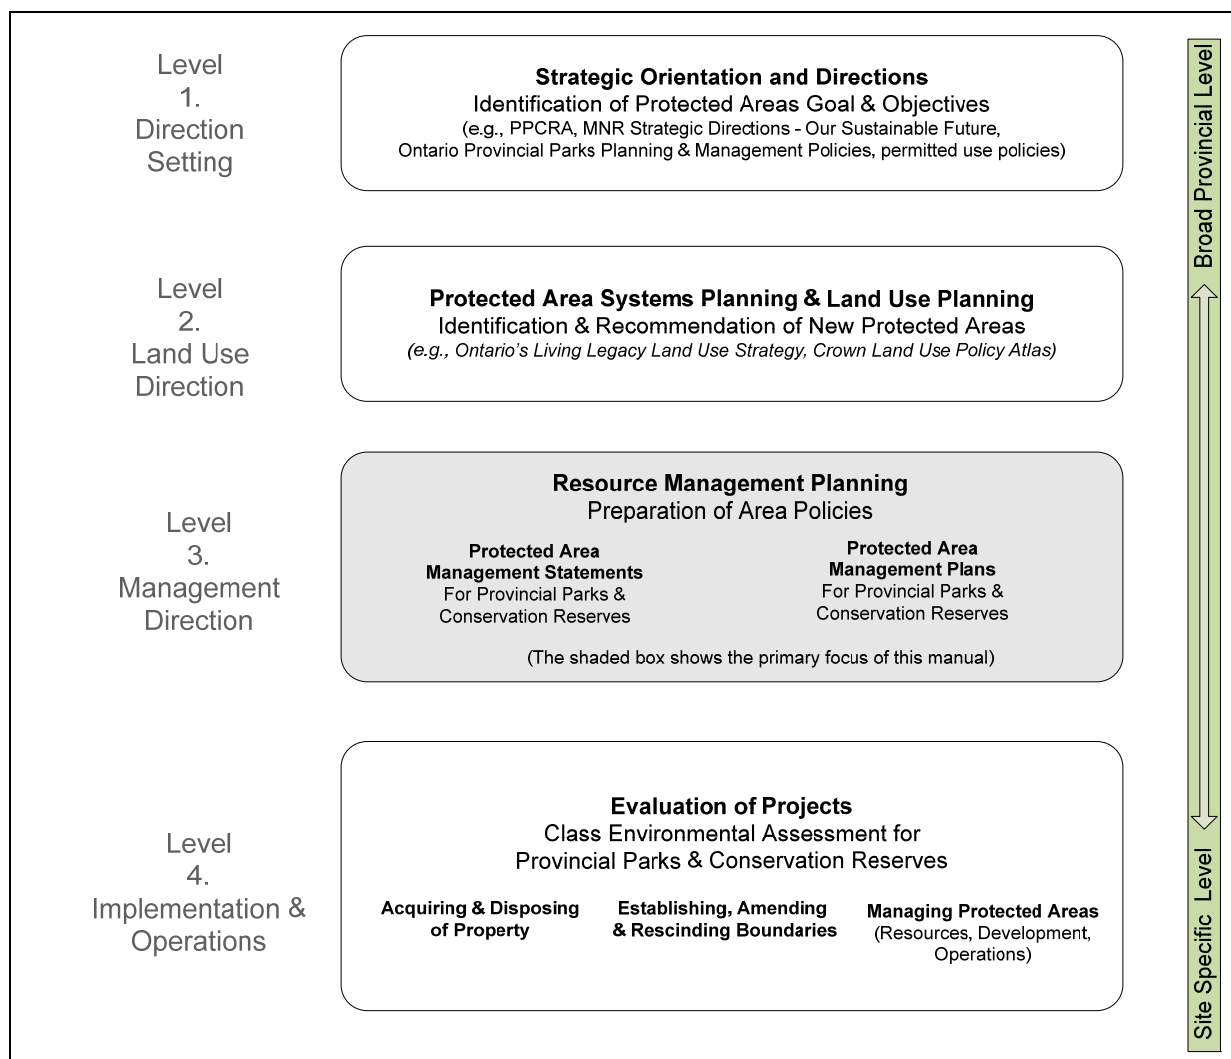 Level
1.
Direction
Setting
Strategic Orientation and Directions
Identification of Protected Areas Goal & Objectives
(e.g., PPCRA, MNR Strategic Directions - Our Sustainable Future,
Ontario Provincial Parks Planning & Management Policies, permitted use policies)
Level
2.
Land Use
Direction
Protected Area Systems Planning & Land Use Planning
Identification & Recommendation of New Protected Areas
(e.g., Ontario's Living Legacy Land Use Strategy, Crown Land Use Policy Atlas)
Level
3.
Management
Direction
Resource Management Planning
Preparation of Area Policies
Protected Area
Management Statements
For Provincial Parks &
Conservation Reserves
Protected Area
Management Plans
For Provincial Parks &
Conservation Reserves
(The shaded box shows the primary focus of this manual)
Level
4.
Implementation &
Operations
Evaluation of Projects
Class Environmental Assessment for
Provincial Parks & Conservation Reserves
Acquiring & Disposing
of Property
Establishing, Amending
& Rescinding Boundaries
Managing Protected Areas
(Resources, Development,
Operations)
Broad Provincial Level
Site Specific Level